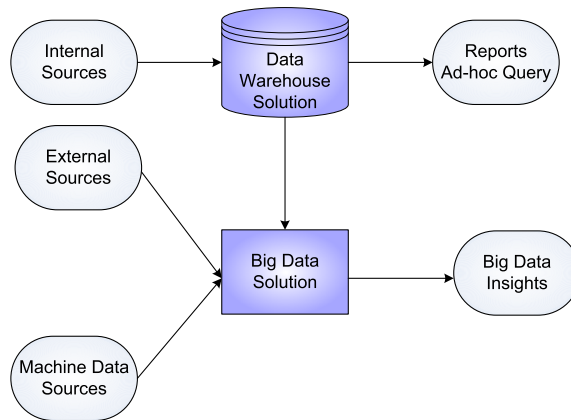 Internal
Sources
Data
Warehouse
Solution
Reports
Ad-hoc Query
External
Sources
Big Data
Solution
Big Data
Insights
Machine Data
Sources